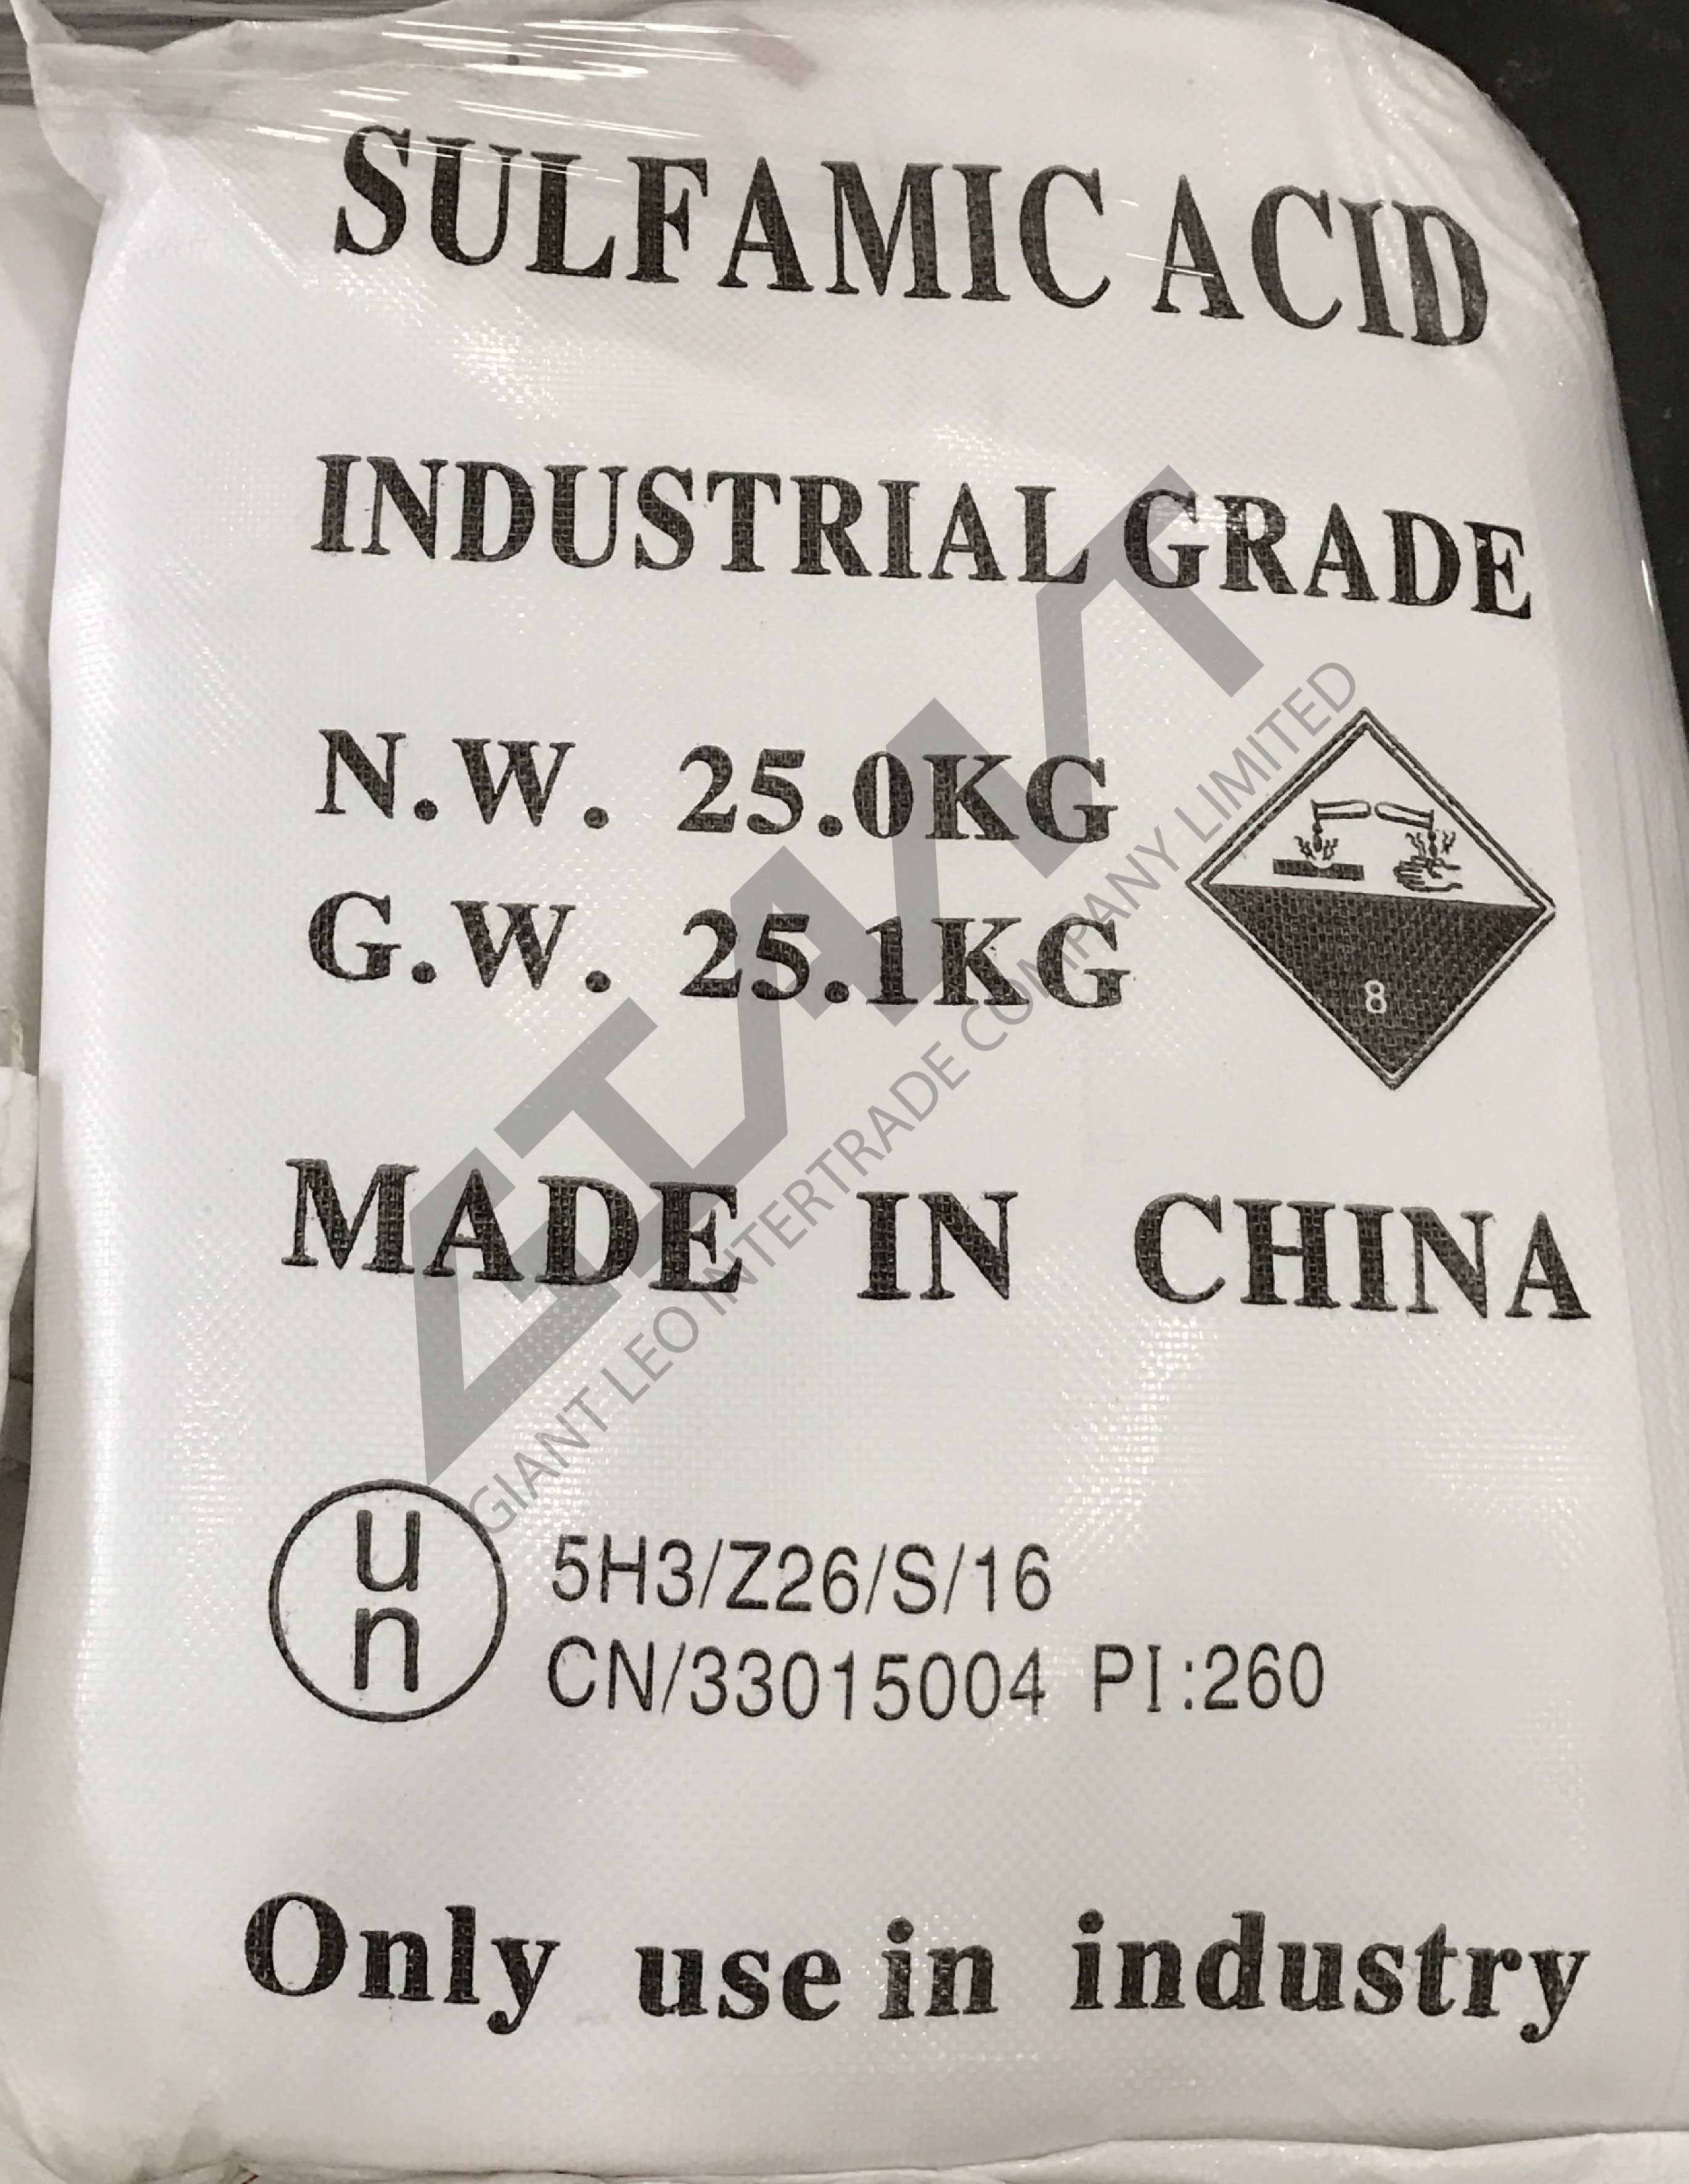 SULFAMIC ACID
INDUSTRIAL GRADE
N.W. 25.0KG
G.W. 25.1KG
8
MADE IN CHINA
GIANT LEO INTERTRADE COMPANY LIMITED
un
5H3/Z26/S/16
CN/33015004 PI:260
Only use in industry